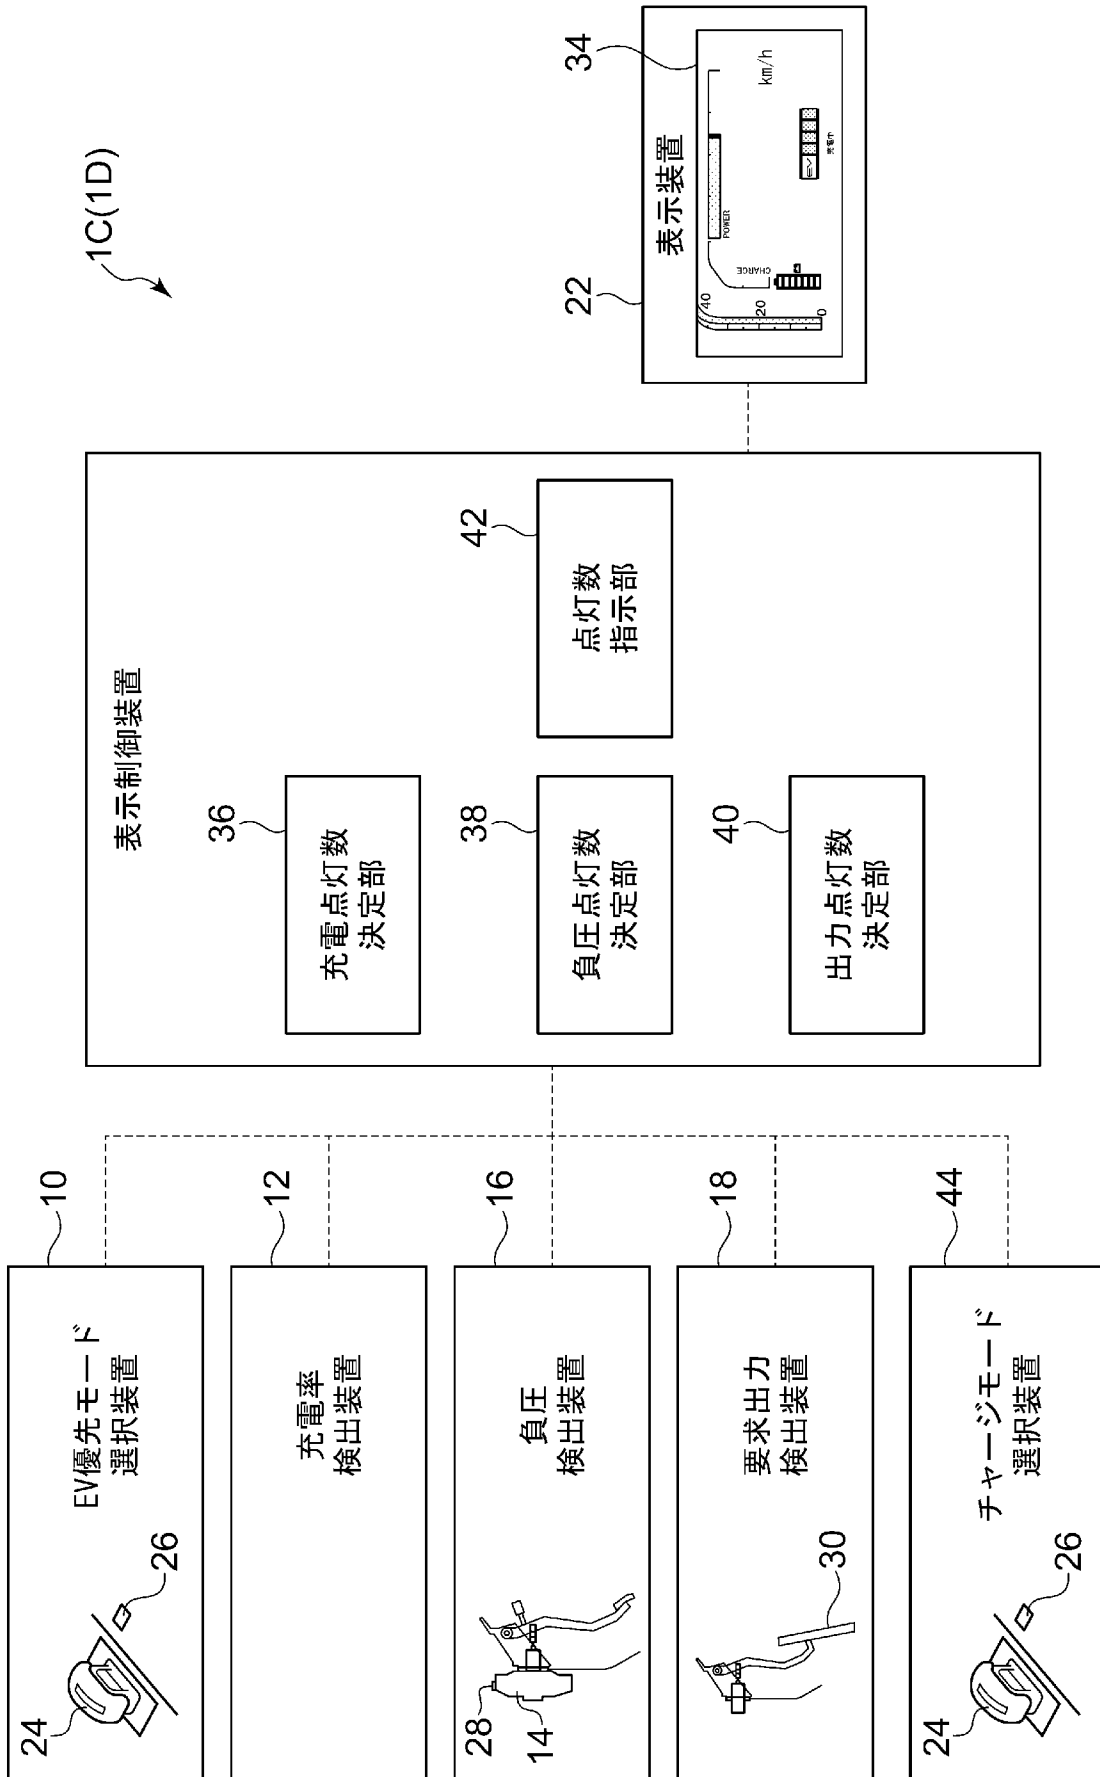 1C(1D)
10
EV優先モード
選択装置
24
26
12
充電率
検出装置
16
負圧
検出装置
28
14
18
要求出力
検出装置
30
44
チャージモード
選択装置
24
26
表示制御装置
36
充電点灯数
決定部
38
負圧点灯数
決定部
40
出力点灯数
決定部
42
点灯数
指示部
22
表示装置
34
40
20
0
CHARGE
POWER
km/h
EV
充電中